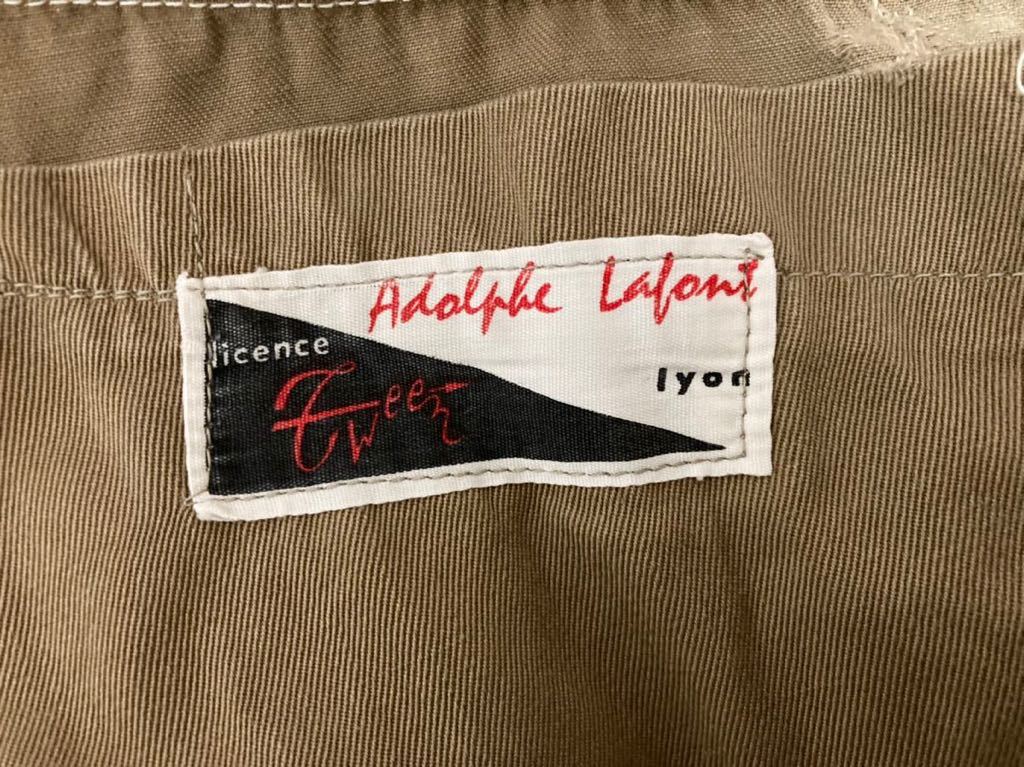 Adolphe Lafont
licence
Tween
lyon